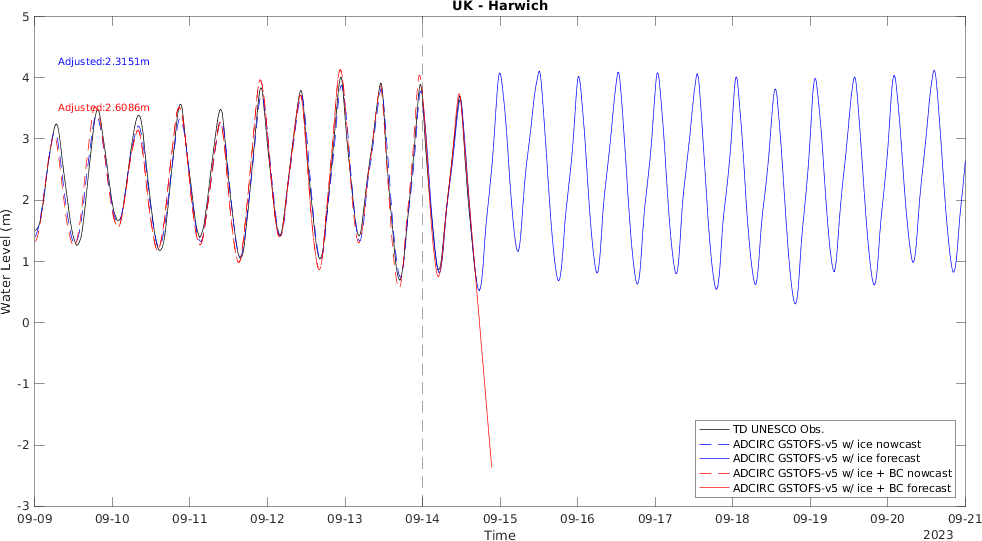 UK - Harwich
5
4
3
2
1
0
-1
-2
-3
Water Level (m)
Adjusted:2.3151m
Adjusted:2.6086m
TD UNESCO Obs.
ADCIRC GSTOFS-v5 w/ ice nowcast
ADCIRC GSTOFS-v5 w/ ice forecast
ADCIRC GSTOFS-v5 w/ ice + BC nowcast
ADCIRC GSTOFS-v5 w/ ice + BC forecast
09-09 09-10 09-11 09-12 09-13 09-14 09-15 09-16 09-17 09-18 09-19 09-20 09-21
Time
2023